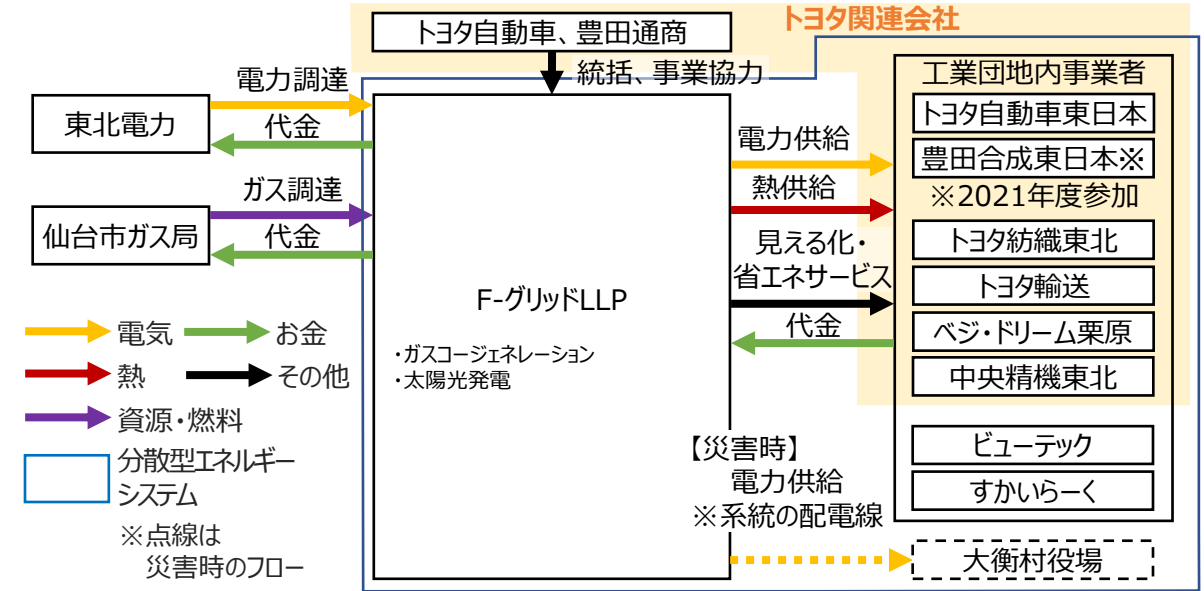 トヨタ関連会社
トヨタ自動車、豊田通商
統括、事業協力
電力調達
東北電力
代金
ガス調達
仙台市ガス局
代金
F-グリッドLLP
・ガスコージェネレーション
・太陽光発電
電力供給
熱供給
見える化・
省エネサービス
代金
工業団地内事業者
トヨタ自動車東日本
豊田合成東日本※
※2021年度参加
トヨタ紡織東北
トヨタ輸送
ベジ・ドリーム栗原
中央精機東北
ビューテック
すかいらーく
【災害時】
電力供給
※系統の配電線
大衡村役場
電気
お金
熱
その他
資源・燃料
分散型エネルギー
システム
※点線は
災害時のフロー